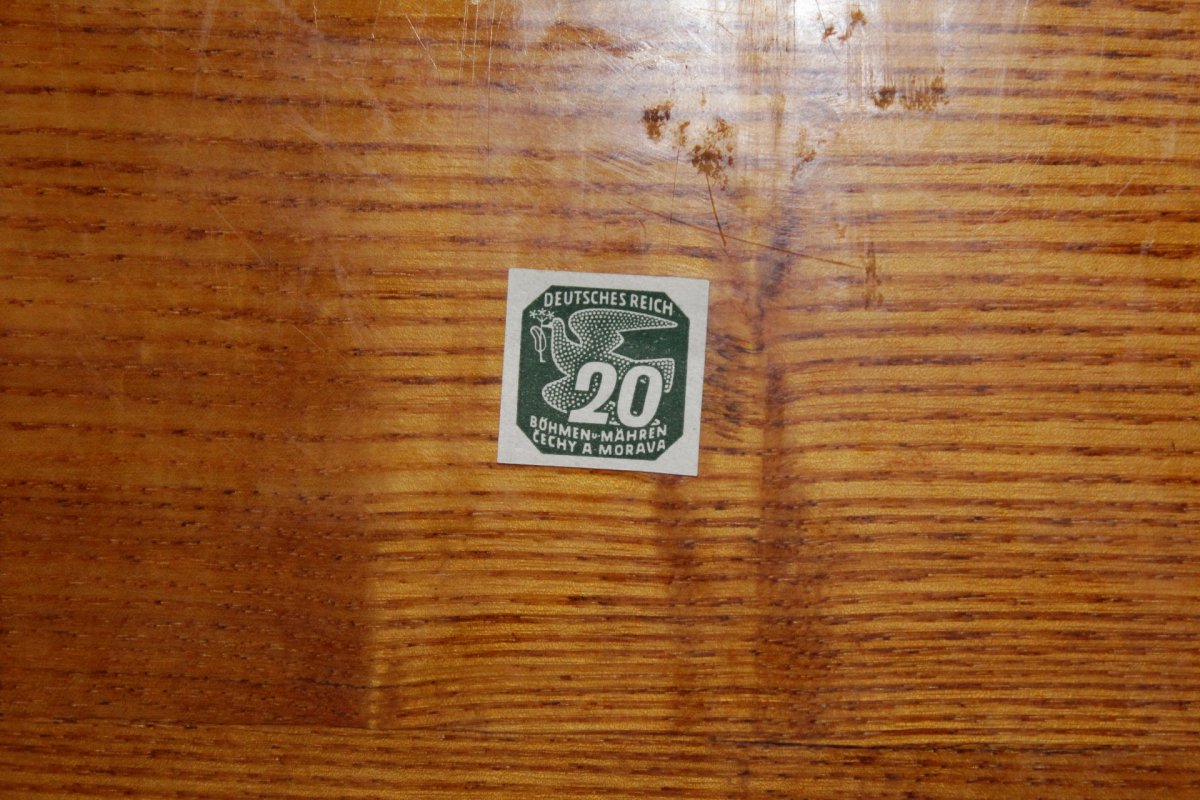 DEUTSCHES REICH
20
BÖHMEN u. MÄHREN
ČECHY A MORAVA